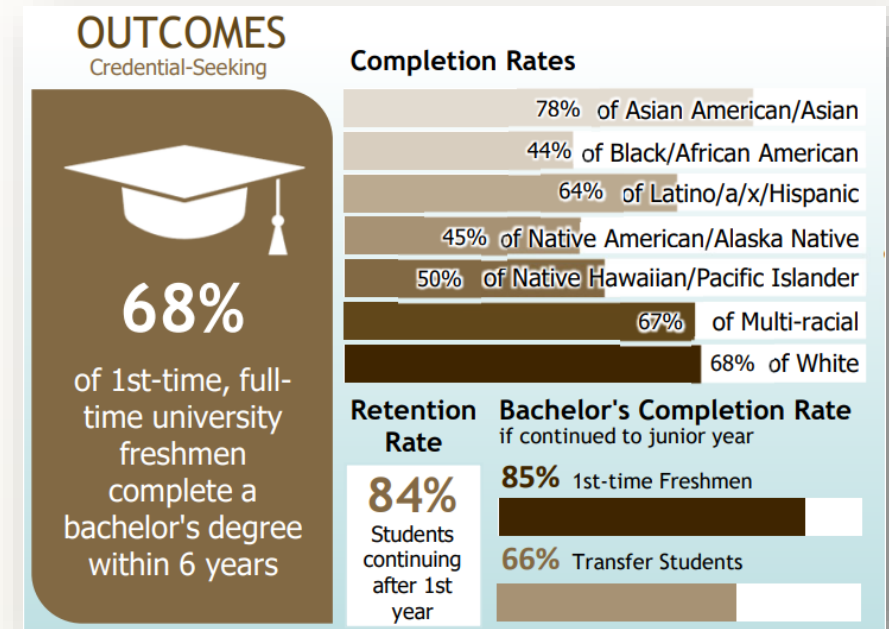 OUTCOMES
Credential-Seeking
68%
of 1st-time, full-
time university
freshmen
complete a
bachelor's degree
within 6 years
Completion Rates
78% of Asian American/Asian
44% of Black/African American
64% of Latino/a/x/Hispanic
45% of Native American/Alaska Native
50% of Native Hawaiian/Pacific Islander
67% of Multi-racial
68% of White
Retention
Rate
84%
Students
continuing
after 1st
year
Bachelor's Completion Rate
if continued to junior year
85% 1st-time Freshmen
66% Transfer Students